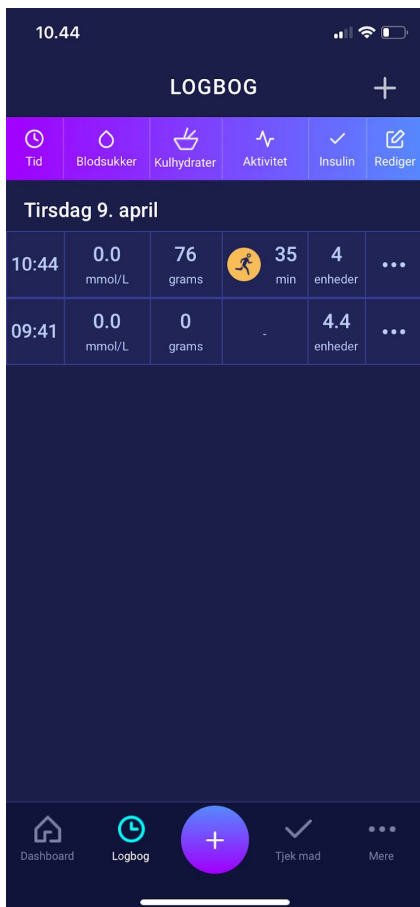 10.44
LOGBOG
Tid Blodsukker Kulhydrater Aktivitet Insulin Rediger
Tirsdag 9. april
10:44 0.0 76 35 4
mmol/L grams min enheder
09:41 0.0 0 - 4.4
mmol/L grams enheder
Dashboard Logbog Tjek mad Mere